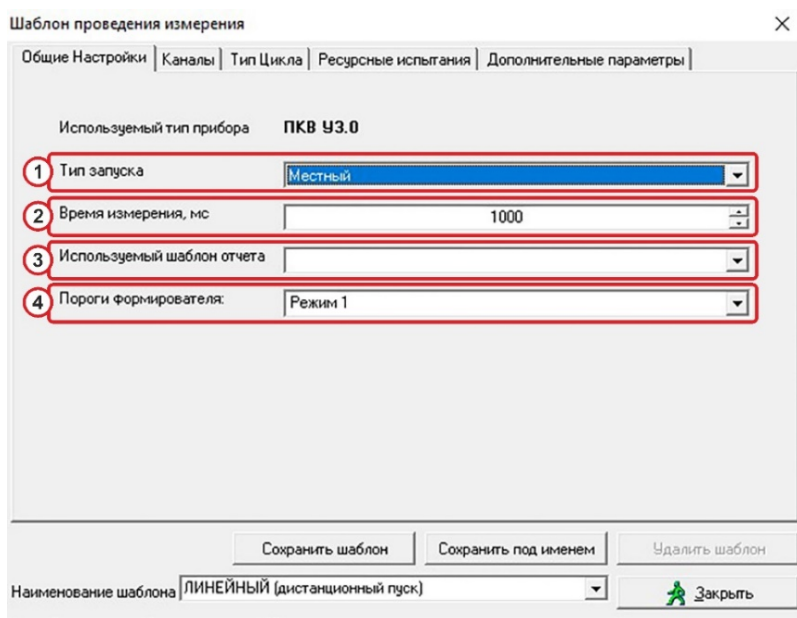 Шаблон проведения измерения
Общие Настройки Каналы Тип Цикла Ресурсные испытания Дополнительные параметры
Используемый тип прибора ПКВ У3.0
1 Тип запуска Местный
2 Время измерения, мс 1000
3 Используемый шаблон отчета
4 Пороги формирователя: Режим 1
Сохранить шаблон Сохранить под именем Удалить шаблон
Наименование шаблона ЛИНЕЙНЫЙ (дистанционный пуск) Закрыть